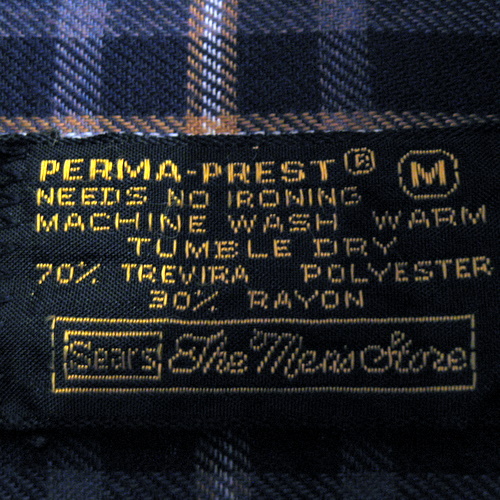 PERMA-PREST® M
NEEDS NO IRONING
MACHINE WASH WARM
TUMBLE DRY
70% TREVIRA POLYESTER
30% RAYON
Sears The Men's Store